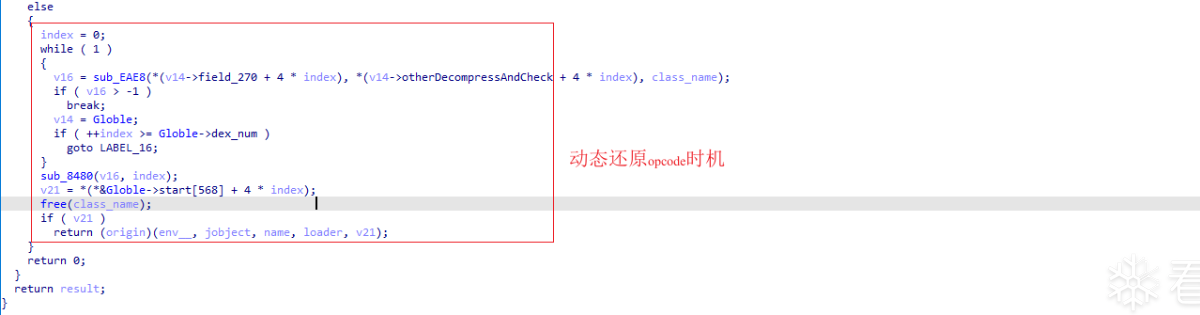 else
{
index = 0;
while ( 1 )
{
v16 = sub_EAE8(*(v14->field_270 + 4 * index), *(v14->otherDecompressAndCheck + 4 * index), class_name);
if ( v16 > -1 )
break;
v14 = Globle;
if ( ++index >= Globle->dex_num )
goto LABEL_16;
}
sub_8480(v16, index);
v21 = *(*&Globle->start[568] + 4 * index);
free(class_name);
if ( v21 )
return (origin)(env__, jobject, name, loader, v21);
}
return 0;
}
return result;
}
动态还原opcode时机
看